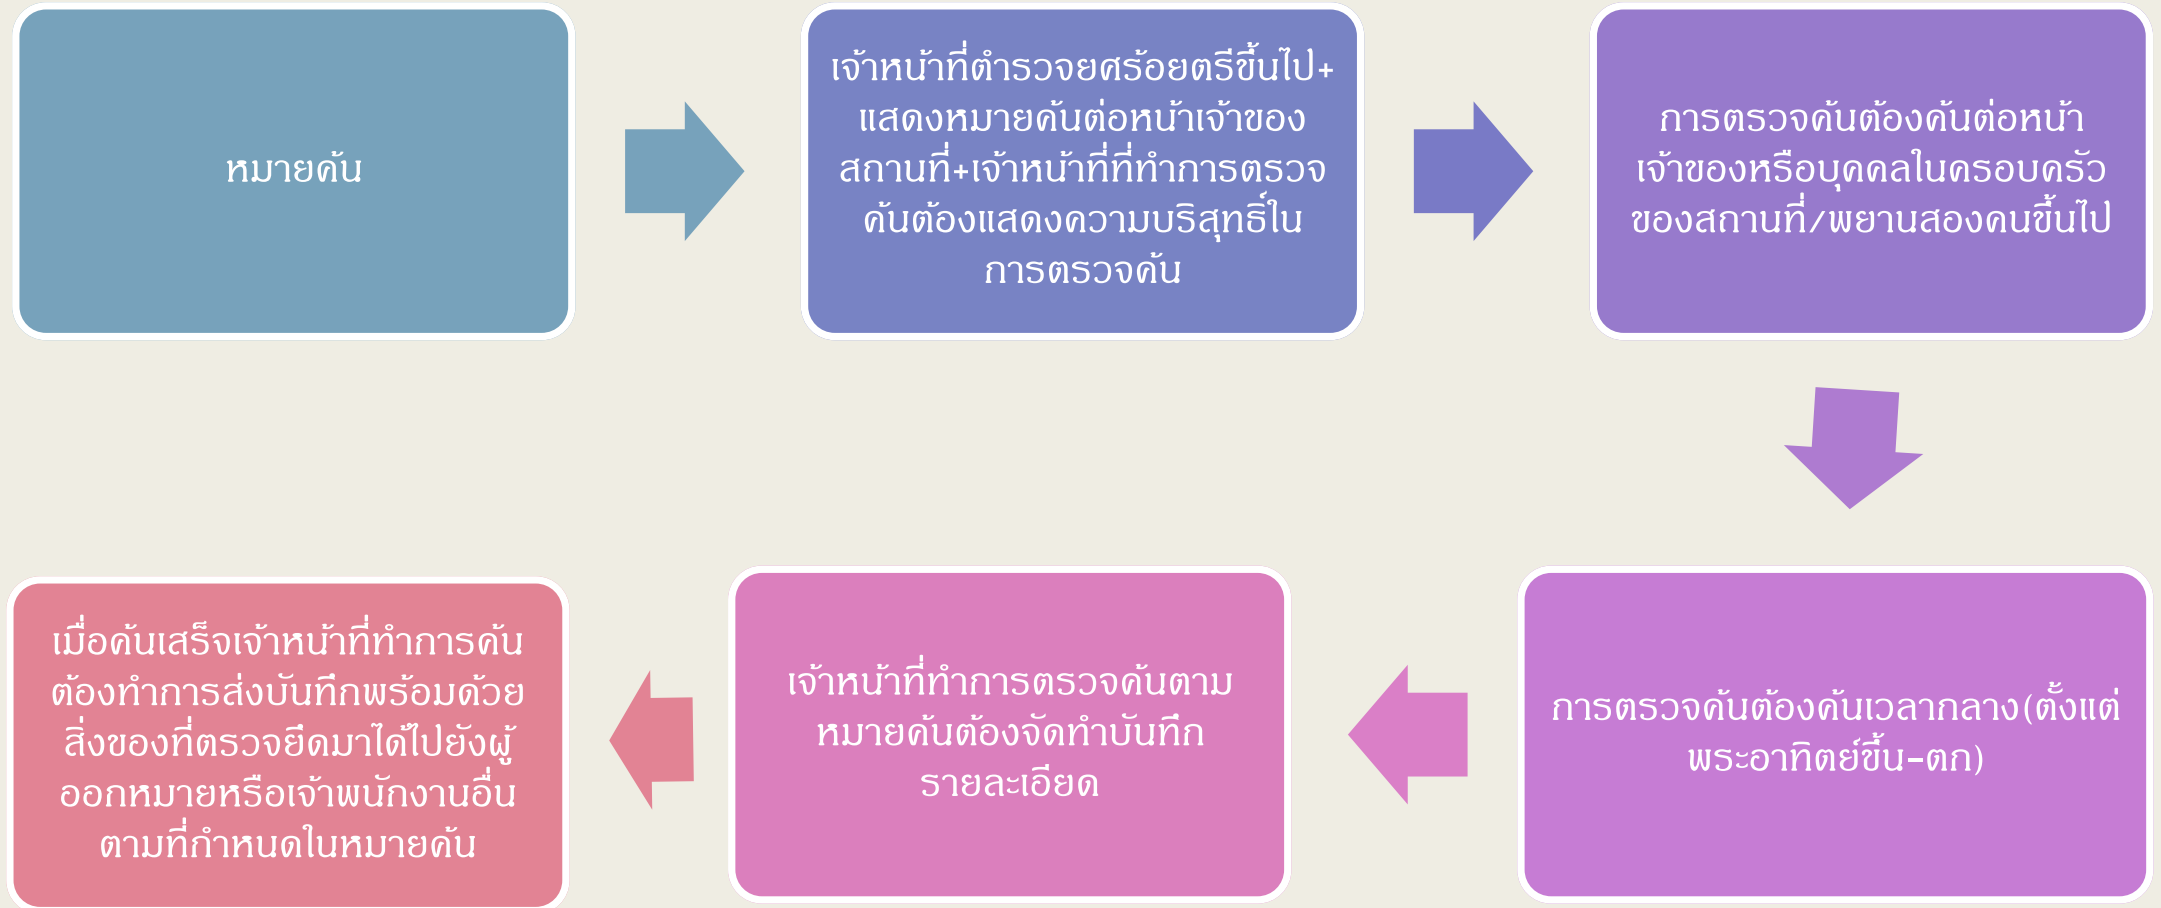 หมายค้น
เจ้าหน้าที่ตำรวจยศร้อยตรีขึ้นไป+
แสดงหมายค้นต่อหน้าเจ้าของ
สถานที่+เจ้าหน้าที่ที่ทำการตรวจ
ค้นต้องแสดงความบริสุทธิ์ใน
การตรวจค้น
การตรวจค้นต้องค้นต่อหน้า
เจ้าของหรือบุคคลในครอบครัว
ของสถานที่/พยานสองคนขึ้นไป
การตรวจค้นต้องค้นเวลากลาง(ตั้งแต่
พระอาทิตย์ขึ้น-ตก)
เจ้าหน้าที่ทำการตรวจค้นตาม
หมายค้นต้องจัดทำบันทึก
รายละเอียด
เมื่อค้นเสร็จเจ้าหน้าที่ทำการค้น
ต้องทำการส่งบันทึกพร้อมด้วย
สิ่งของที่ตรวจยึดมาได้ไปยังผู้
ออกหมายหรือเจ้าพนักงานอื่น
ตามที่กำหนดในหมายค้น